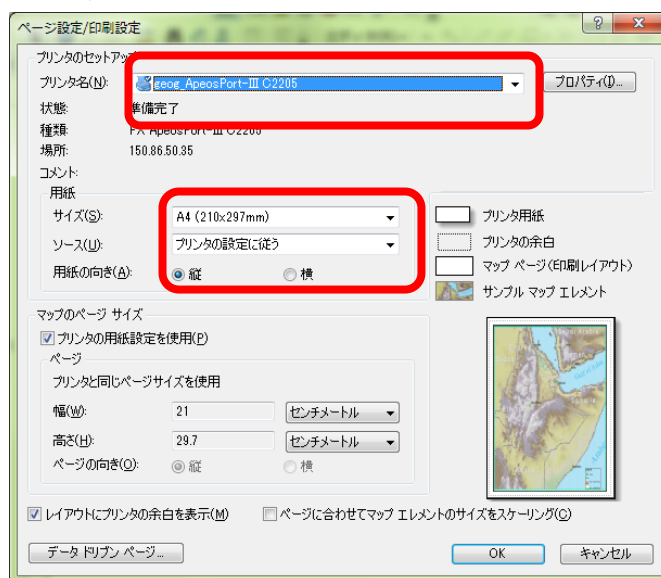 ページ設定/印刷設定
プリンタのセットアップ
プリンタ名(N): geog_ApeosPort-III C2205 プロパティ(I)...
状態: 準備完了
種類: FX ApeosPort-III C2205
場所: 150.86.50.35
コメント:
用紙
サイズ(S): A4 (210x297mm)
ソース(U): プリンタの設定に従う
用紙の向き(A): 縦 横
プリンタ用紙
プリンタの余白
マップ ページ(印刷レイアウト)
サンプル マップ エレメント
マップのページ サイズ
プリンタの用紙設定を使用(P)
ページ
プリンタと同じページサイズを使用
幅(W): 21 センチメートル
高さ(H): 29.7 センチメートル
ページの向き(O): 縦 横
レイアウトにプリンタの余白を表示(M) ページに合わせてマップ エレメントのサイズをスケーリング(C)
データ ドリブン ページ... OK キャンセル